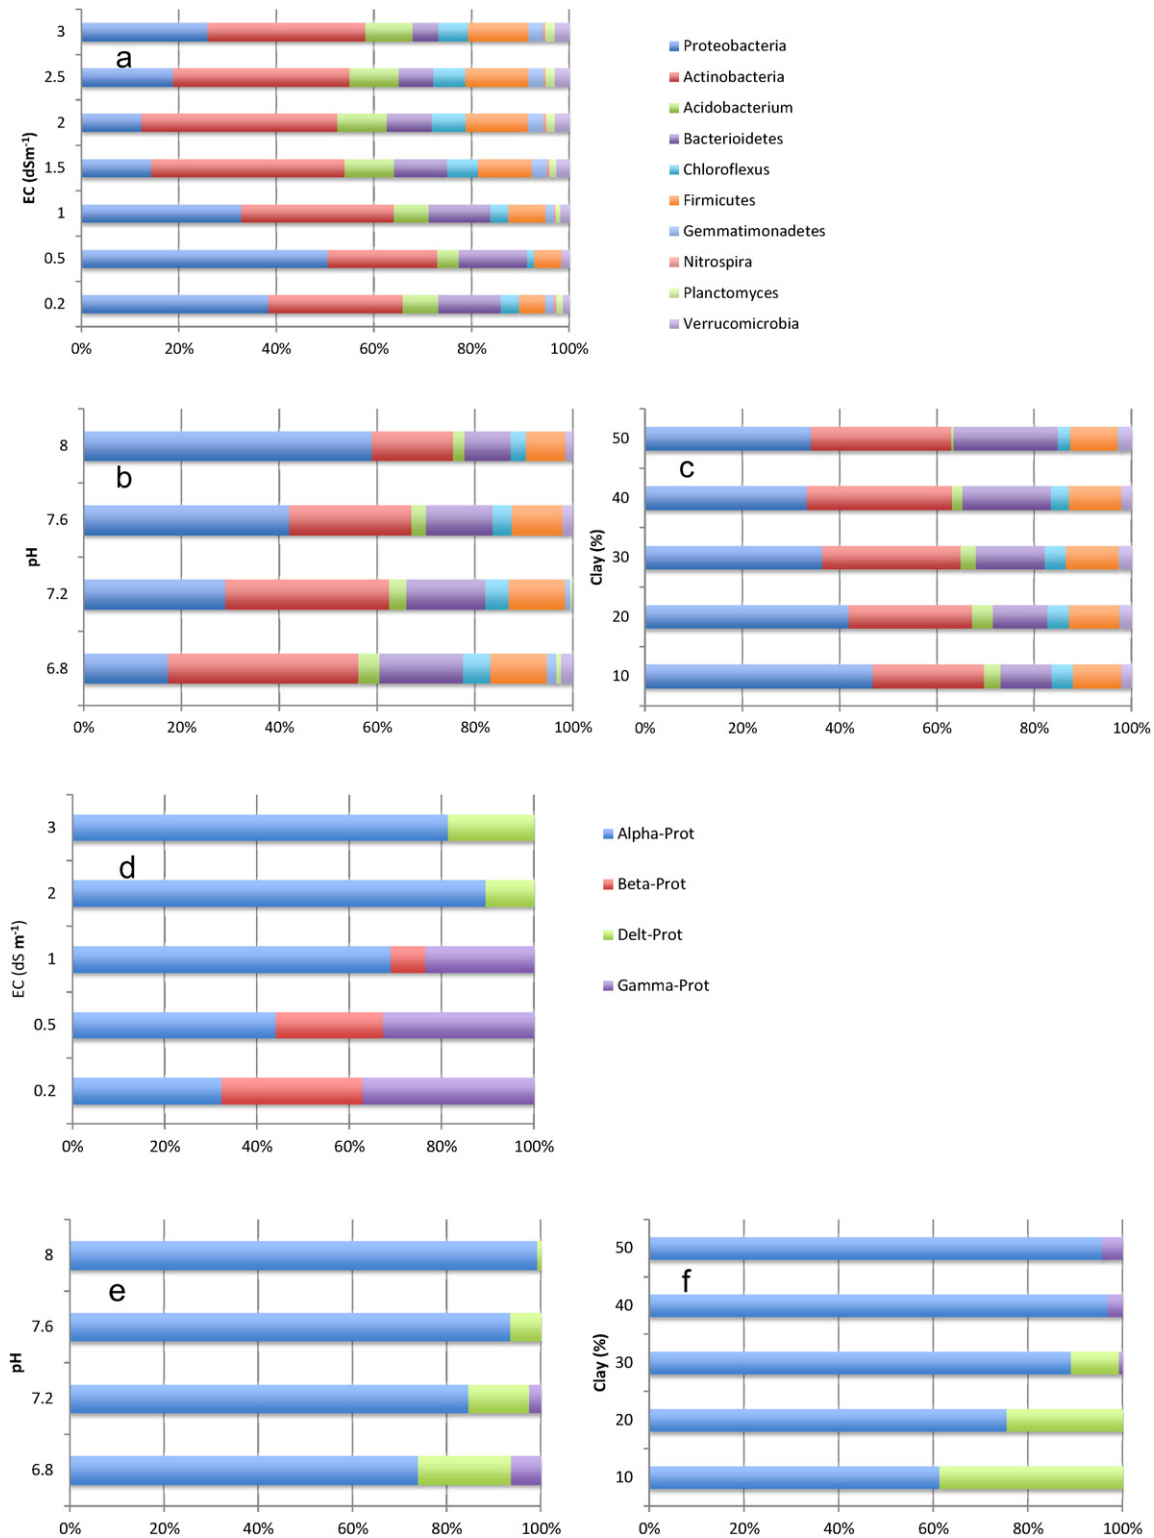 3
a
2.5
2
1.5
1
0.5
0.2
EC (dSm⁻¹)
0% 20% 40% 60% 80% 100%
Proteobacteria
Actinobacteria
Acidobacterium
Bacterioidetes
Chloroflexus
Firmicutes
Gemmatimonadetes
Nitrospira
Planctomyces
Verrucomicrobia
8
b
7.6
7.2
6.8
pH
0% 20% 40% 60% 80% 100%
50
c
40
30
20
10
Clay (%)
0% 20% 40% 60% 80% 100%
3
d
2
1
0.5
0.2
EC (dS m⁻¹)
0% 20% 40% 60% 80% 100%
Alpha-Prot
Beta-Prot
Delt-Prot
Gamma-Prot
8
e
7.6
7.2
6.8
pH
0% 20% 40% 60% 80% 100%
50
f
40
30
20
10
Clay (%)
0% 20% 40% 60% 80% 100%